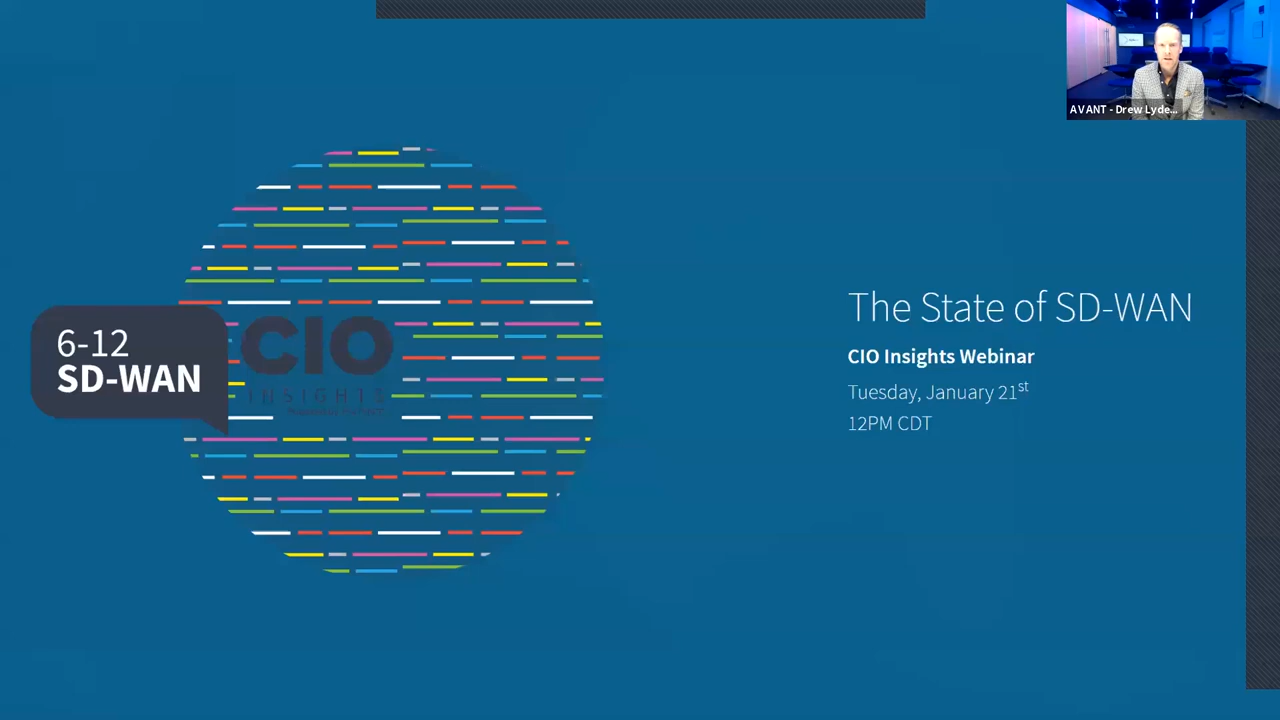 AVANT - Drew Lyde...
The State of SD-WAN
6-12
SD-WAN
CIO
INSIGHTS
CIO Insights Webinar
Tuesday, January 21st
12PM CDT